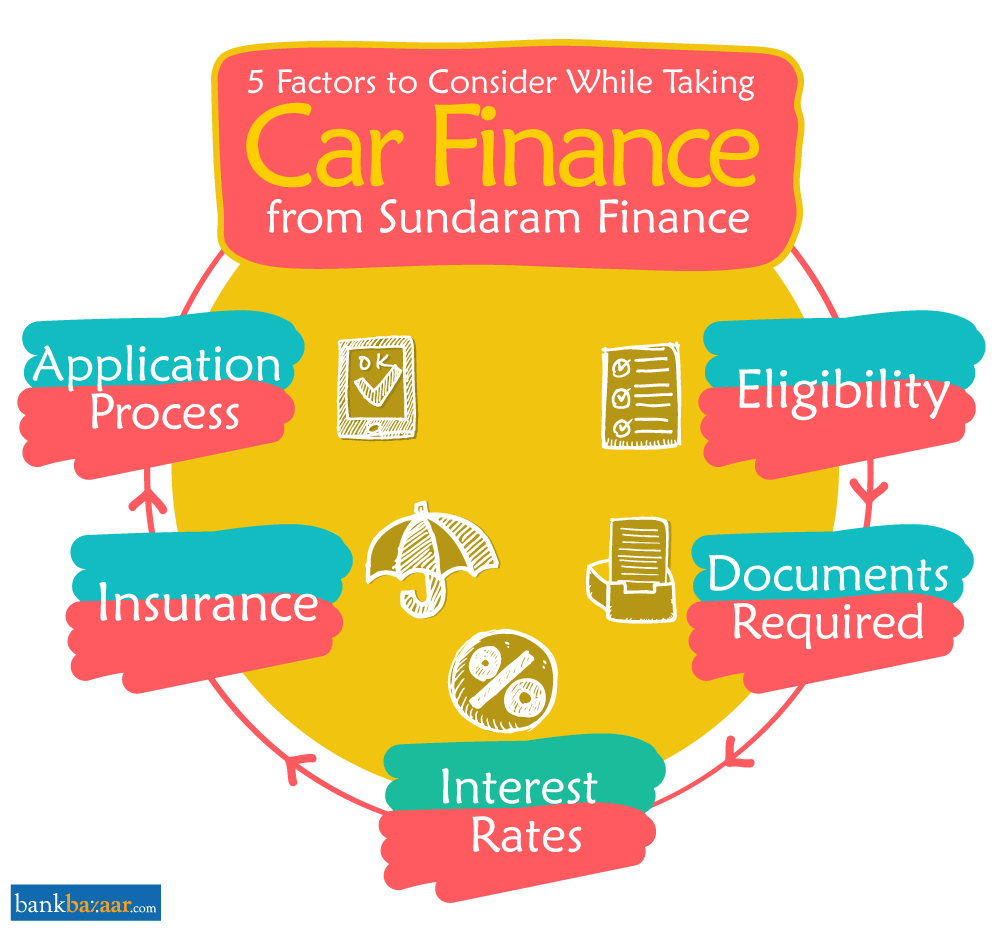 5 Factors to Consider While Taking
Car Finance
from Sundaram Finance
Eligibility
Documents
Required
Interest
Rates
Insurance
Application
Process
OK
bankbazaar.com